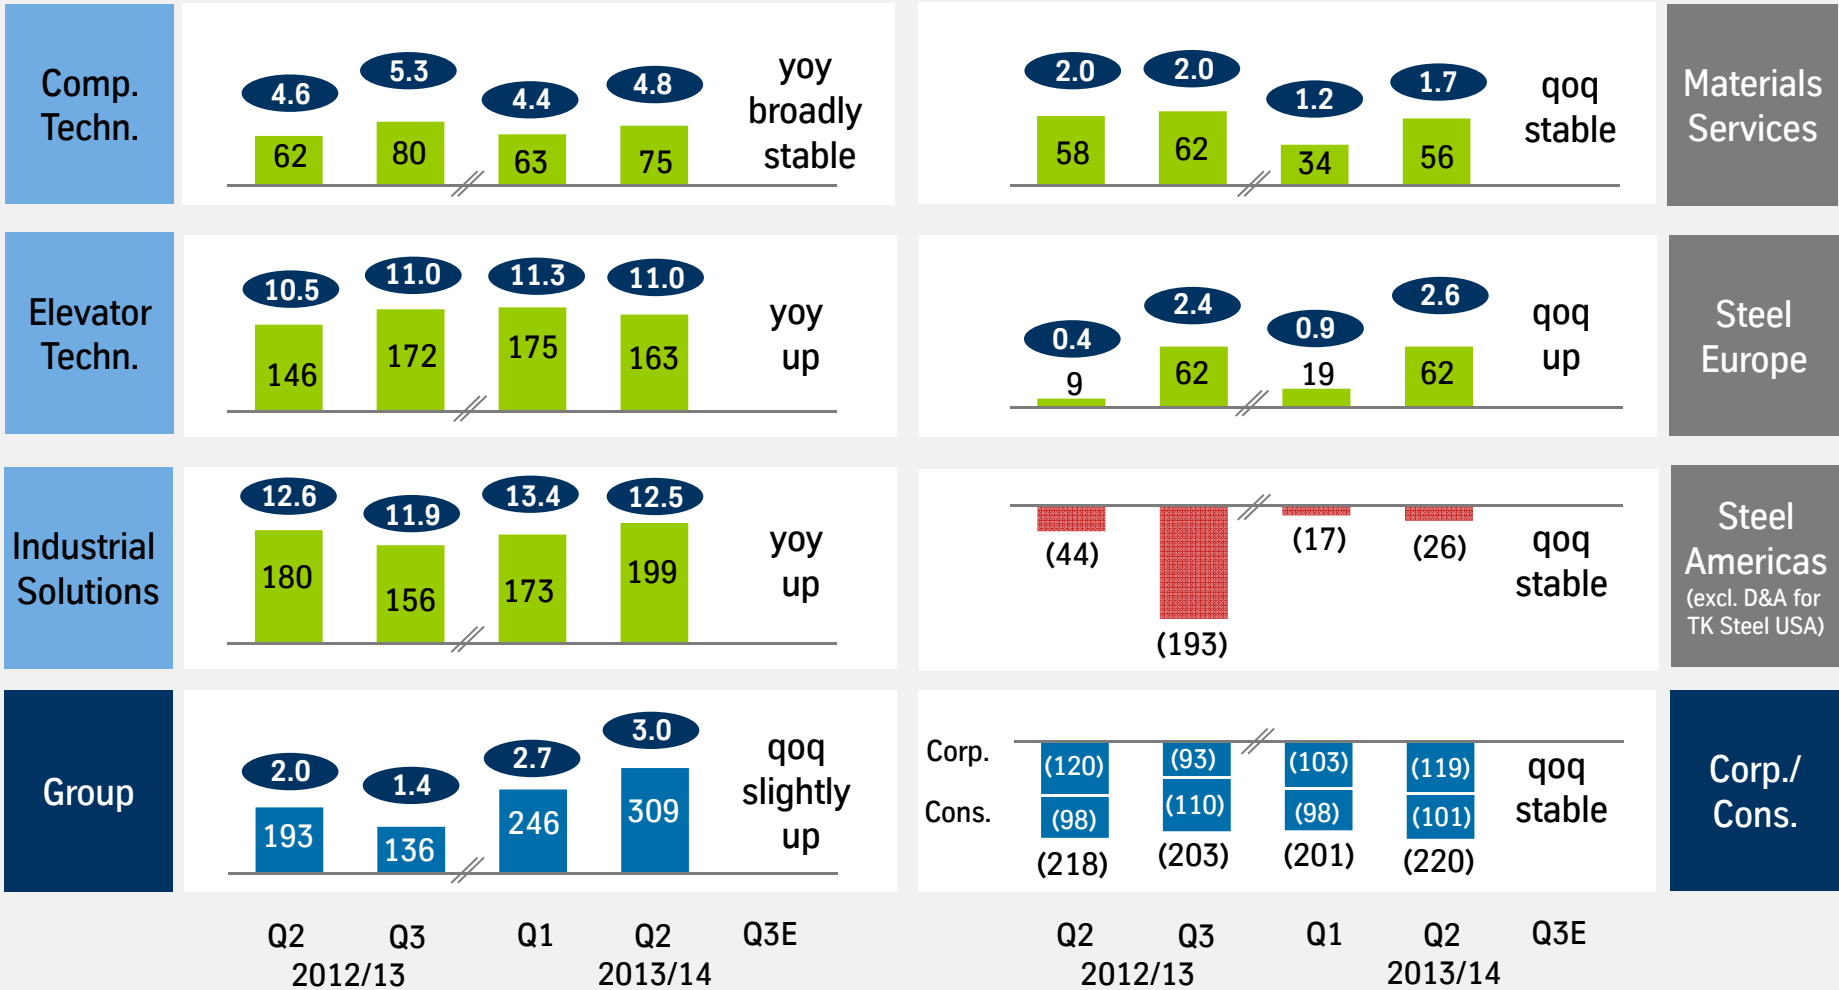 Comp.
Techn.
4.6
5.3
4.4
4.8
62
80
63
75
yoy
broadly
stable
2.0
2.0
1.2
1.7
58
62
34
56
qoq
stable
Materials
Services
Elevator
Techn.
10.5
11.0
11.3
11.0
146
172
175
163
yoy
up
0.4
2.4
0.9
2.6
9
62
19
62
qoq
up
Steel
Europe
Industrial
Solutions
12.6
11.9
13.4
12.5
180
156
173
199
yoy
up
(44)
(193)
(17)
(26)
qoq
stable
Steel
Americas
(excl. D&A for
TK Steel USA)
Group
2.0
1.4
2.7
3.0
193
136
246
309
qoq
slightly
up
Corp.
(120)
(93)
(103)
(119)
Cons.
(98)
(110)
(98)
(101)
(218)
(203)
(201)
(220)
qoq
stable
Corp./
Cons.
Q2
Q3
Q1
Q2
Q3E
2012/13
2013/14
Q2
Q3
Q1
Q2
Q3E
2012/13
2013/14